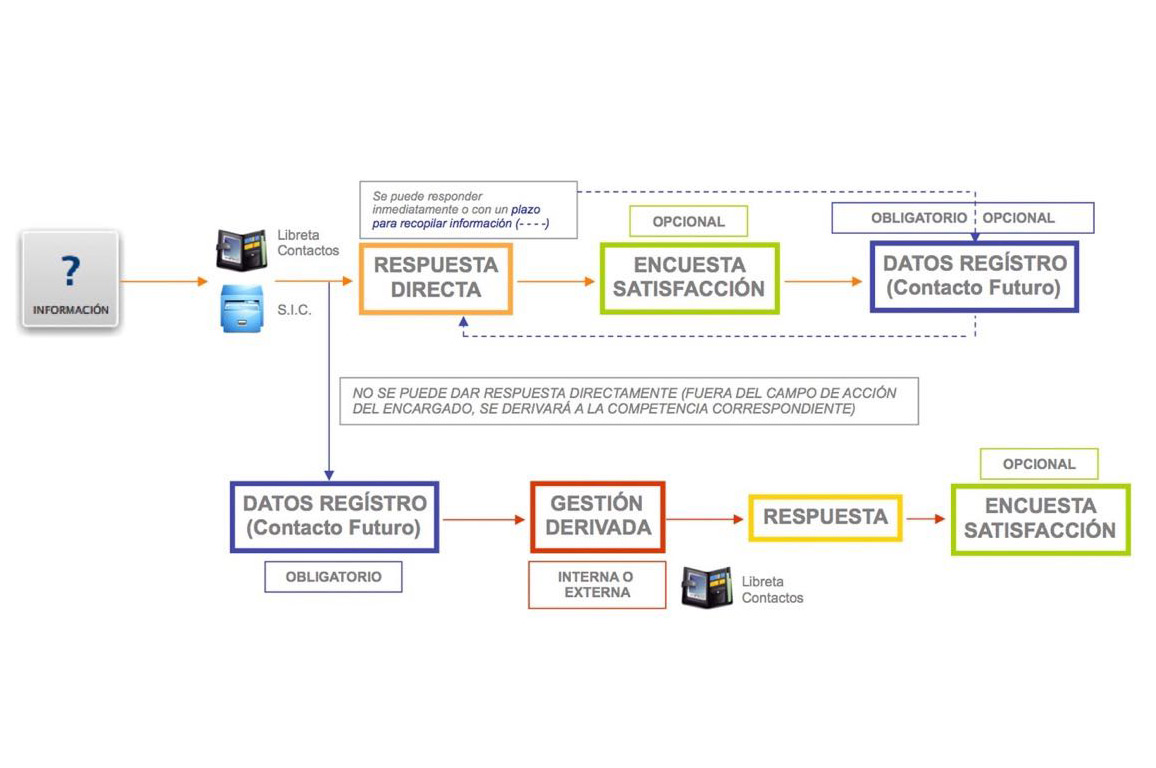 ?
INFORMACIÓN
Libreta
Contactos
S.I.C.
Se puede responder
inmediatamente o con un plazo
para recopilar información (- - - -)
RESPUESTA
DIRECTA
OPCIONAL
ENCUESTA
SATISFACCIÓN
OBLIGATORIO OPCIONAL
DATOS REGÍSTRO
(Contacto Futuro)
NO SE PUEDE DAR RESPUESTA DIRECTAMENTE (FUERA DEL CAMPO DE ACCIÓN
DEL ENCARGADO, SE DERIVARÁ A LA COMPETENCIA CORRESPONDIENTE)
DATOS REGÍSTRO
(Contacto Futuro)
OBLIGATORIO
GESTIÓN
DERIVADA
INTERNA O
EXTERNA
Libreta
Contactos
RESPUESTA
OPCIONAL
ENCUESTA
SATISFACCIÓN